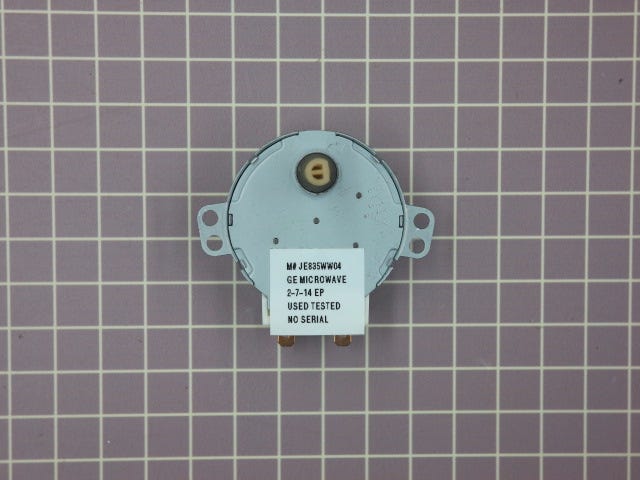 M# JE835WW04
GE MICROWAVE
2-7-14 EP
USED TESTED
NO SERIAL